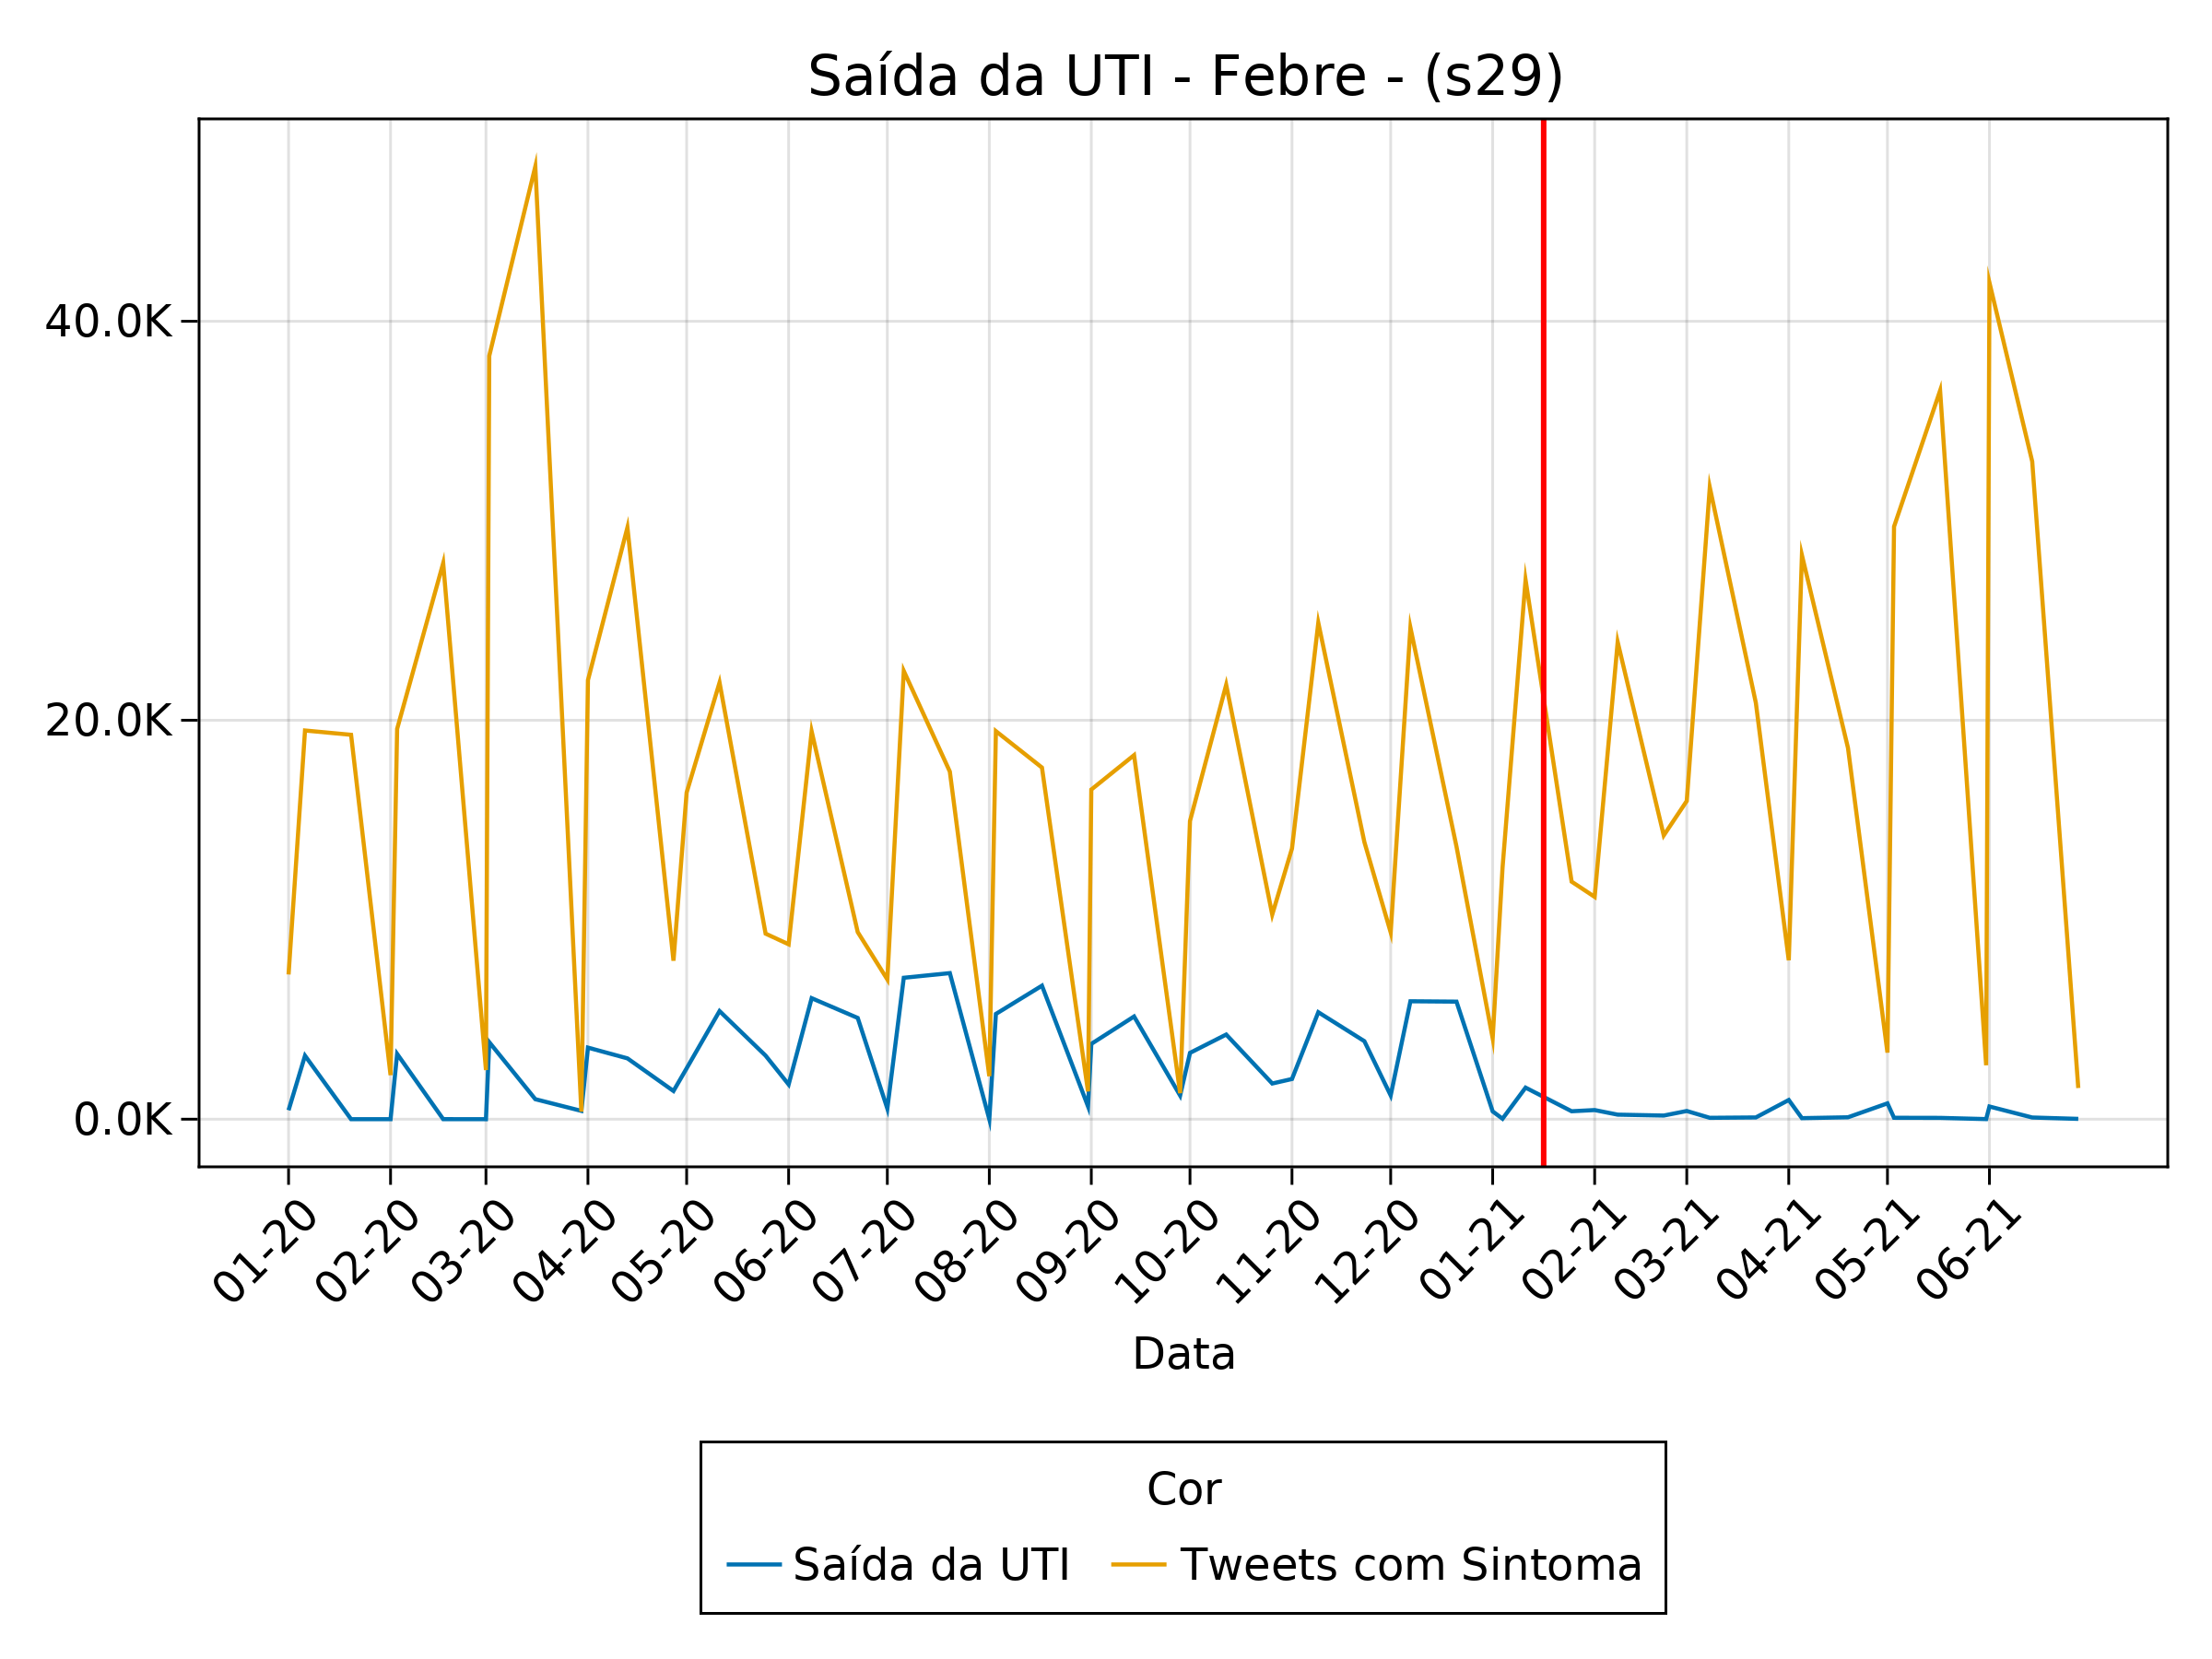 Saída da UTI - Febre - (s29)
40.0K
20.0K
0.0K
01-20
02-20
03-20
04-20
05-20
06-20
07-20
08-20
09-20
10-20
11-20
12-20
01-21
02-21
03-21
04-21
05-21
06-21
Data
Cor
Saída da UTI
Tweets com Sintoma